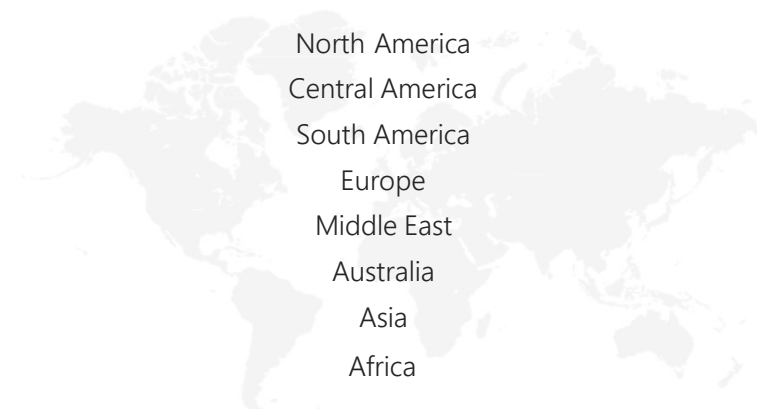 North America
Central America
South America
Europe
Middle East
Australia
Asia
Africa